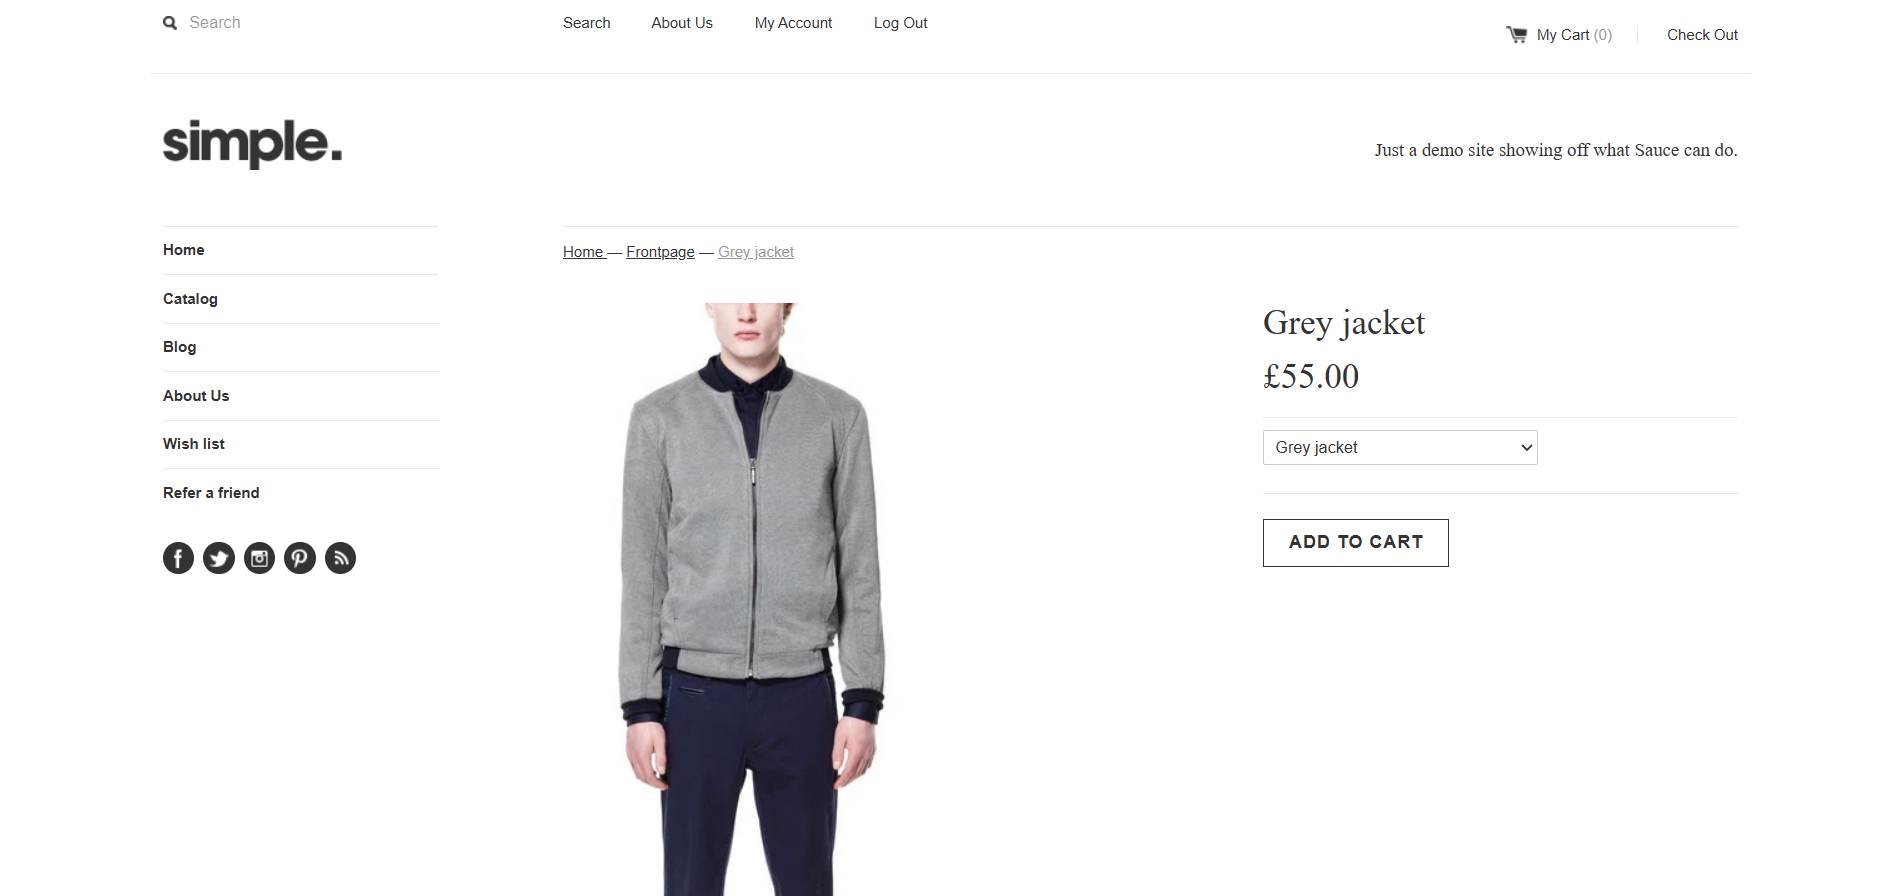 Search
Search About Us My Account Log Out
My Cart (0) Check Out
simple.
Just a demo site showing off what Sauce can do.
Home
Catalog
Blog
About Us
Wish list
Refer a friend
Home — Frontpage — Grey jacket
Grey jacket
£55.00
Grey jacket
ADD TO CART